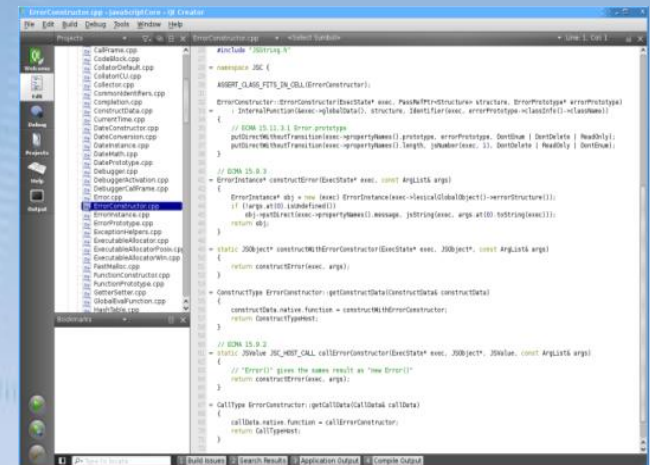 ErrorConstructor.cpp - JavaScriptCore - Qt Creator
File Edit Build Debug Tools Window Help
Projects
ErrorConstructor.cpp
<Select Symbol>
Line: 1, Col: 1
Welcome
Edit
Debug
Projects
Help
Output
CallFrame.cpp
CodeBlock.cpp
CollatorDefault.cpp
CollatorICU.cpp
Collector.cpp
CommonIdentifiers.cpp
Completion.cpp
ConstructData.cpp
CurrentTime.cpp
DateConstructor.cpp
DateConversion.cpp
DateInstance.cpp
DateMath.cpp
DatePrototype.cpp
Debugger.cpp
DebuggerActivation.cpp
DebuggerCallFrame.cpp
Error.cpp
ErrorConstructor.cpp
ErrorInstance.cpp
ErrorPrototype.cpp
ExceptionHelpers.cpp
ExecutableAllocator.cpp
ExecutableAllocatorPosix.cpp
ExecutableAllocatorWin.cpp
FastMalloc.cpp
FunctionConstructor.cpp
FunctionPrototype.cpp
GetterSetter.cpp
GlobalEvalFunction.cpp
HashTable.cpp
Bookmarks
#include "JSString.h"
namespace JSC {
ASSERT_CLASS_FITS_IN_CELL(ErrorConstructor);
ErrorConstructor::ErrorConstructor(ExecState* exec, PassRefPtr<Structure> structure, ErrorPrototype* errorPrototype)
: InternalFunction(&exec->globalData(), structure, Identifier(exec, errorPrototype->classInfo()->className))
{
// ECMA 15.11.3.1 Error.prototype
putDirectWithoutTransition(exec->propertyNames().prototype, errorPrototype, DontEnum | DontDelete | ReadOnly);
putDirectWithoutTransition(exec->propertyNames().length, jsNumber(exec, 1), DontDelete | ReadOnly | DontEnum);
}
// ECMA 15.9.3
ErrorInstance* constructError(ExecState* exec, const ArgList& args)
{
ErrorInstance* obj = new (exec) ErrorInstance(exec->lexicalGlobalObject()->errorStructure());
if (!args.at(0).isUndefined())
obj->putDirect(exec->propertyNames().message, jsString(exec, args.at(0).toString(exec)));
return obj;
}
static JSObject* constructWithErrorConstructor(ExecState* exec, JSObject*, const ArgList& args)
{
return constructError(exec, args);
}
ConstructType ErrorConstructor::getConstructData(ConstructData& constructData)
{
constructData.native.function = constructWithErrorConstructor;
return ConstructTypeHost;
}
// ECMA 15.9.2
static JSValue JSC_HOST_CALL callErrorConstructor(ExecState* exec, JSObject*, JSValue, const ArgList& args)
{
// "Error()" gives the sames result as "new Error()"
return constructError(exec, args);
}
CallType ErrorConstructor::getCallData(CallData& callData)
{
callData.native.function = callErrorConstructor;
return CallTypeHost;
}
Type to locate
1 Build Issues 2 Search Results 3 Application Output 4 Compile Output